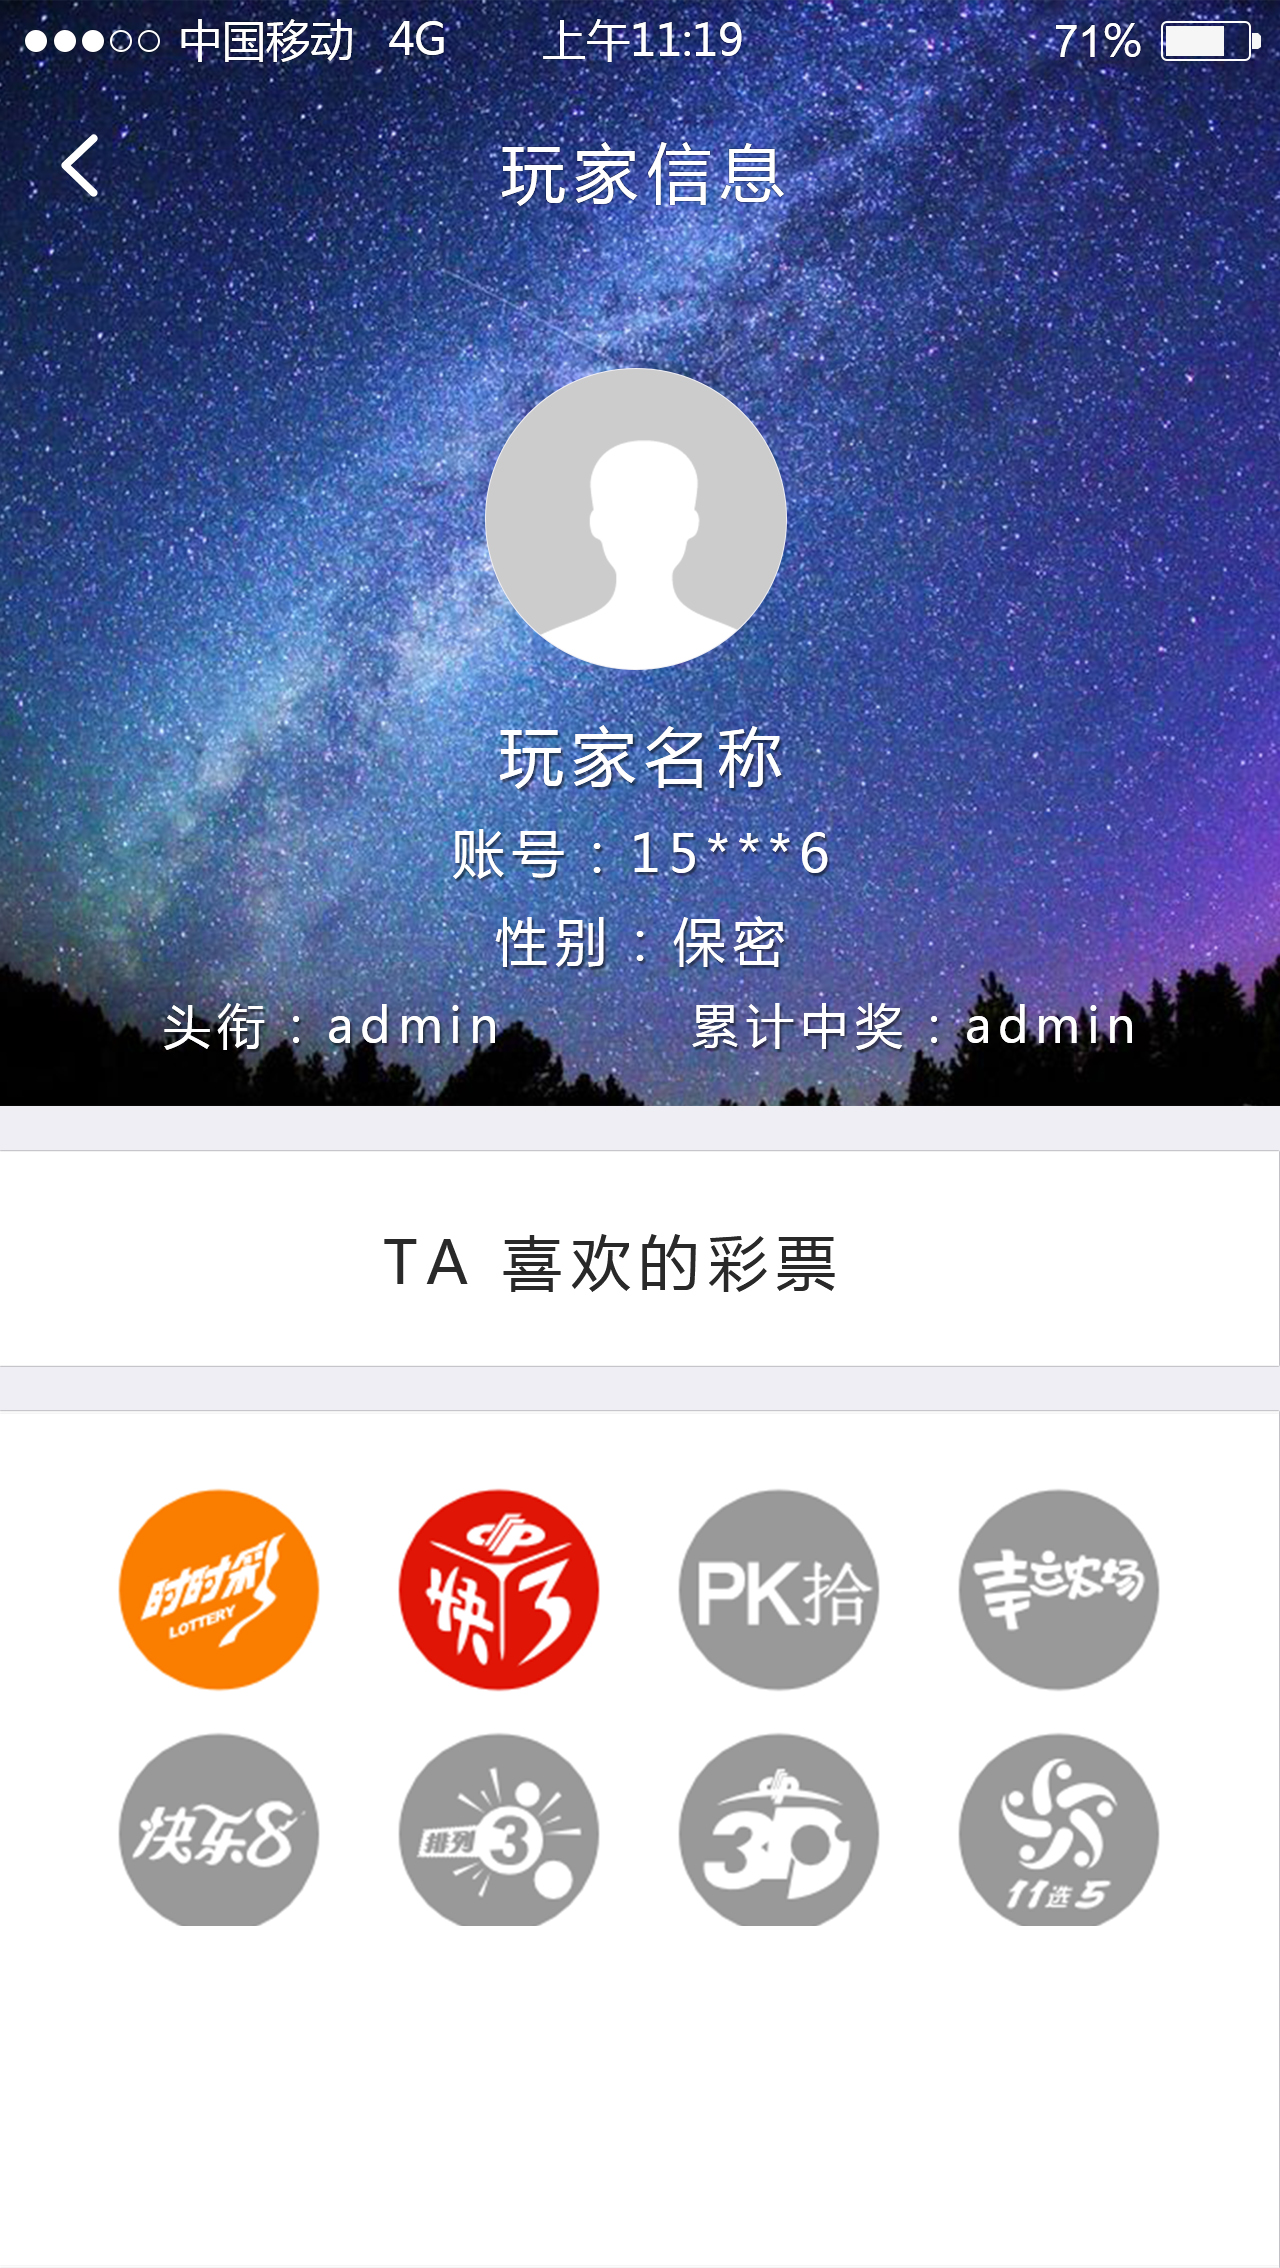 中国移动 4G 上午11:19 71%
玩家信息
玩家名称
账号：15***6
性别：保密
头衔：admin 累计中奖：admin
TA 喜欢的彩票
时时彩 LOTTERY
快3
PK拾
幸运农场
快乐8
排列3
3D
11选5